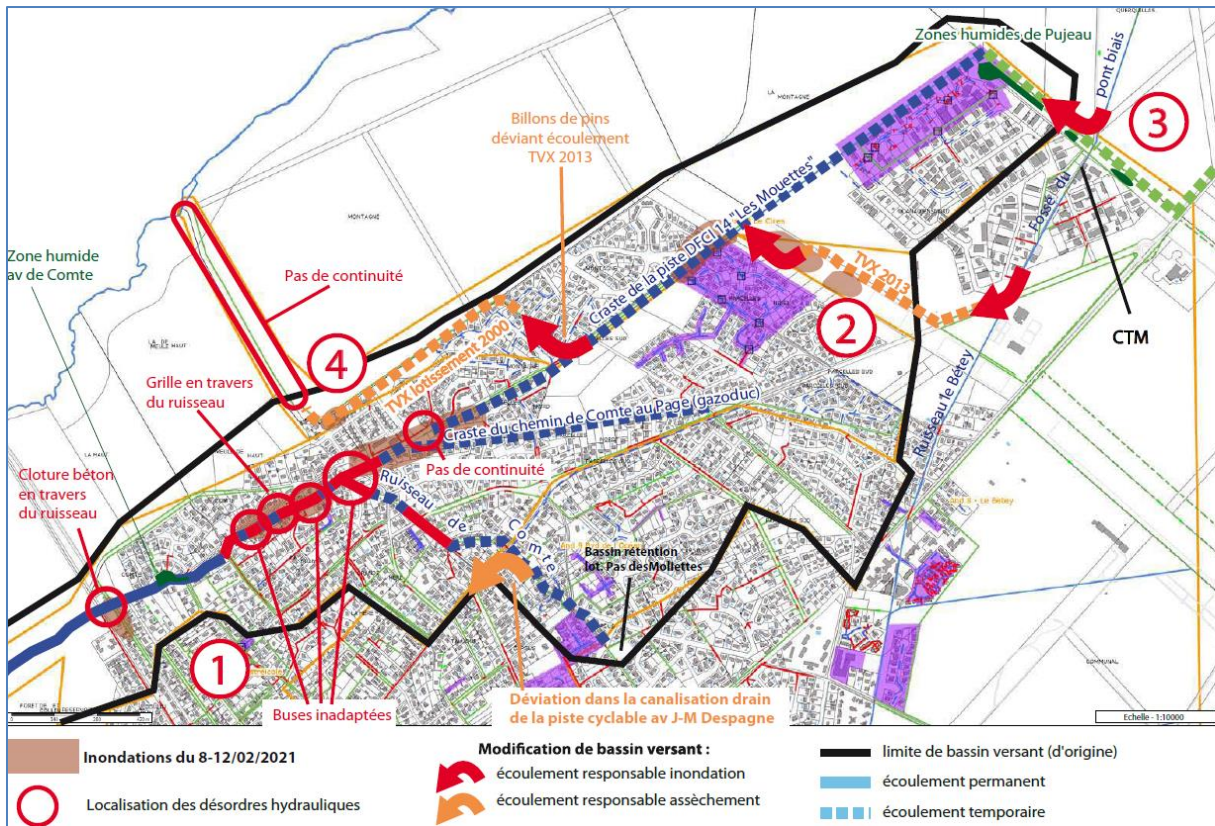 Zones humides de Pujeau
pont biais
3
LA MONTAGNE
Billons de pins
déviant écoulement
TVX 2013
MONTAGNE
Craste de la piste DFCI 14 "Les Mouettes"
Fossé du
Zone humide
av de Comte
Pas de continuité
TVX 2013
2
CTM
4
TVX lotissement 2000
Grille en travers
du ruisseau
Craste du chemin de Comte au Page (gazoduc)
Ruisseau le Bétey
Pas de continuité
Cloture bèton
en travers
du ruisseau
Ruisseau de Comte
Bassin rétention
lot. Pas desMollettes
1
COMMUNAL
Buses inadaptées
Déviation dans la canalisation drain
de la piste cyclable av J-M Despagne
Echelle - 1:10000
Inondations du 8-12/02/2021
Localisation des désordres hydrauliques
Modification de bassin versant :
écoulement responsable inondation
écoulement responsable assèchement
limite de bassin versant (d'origine)
écoulement permanent
écoulement temporaire